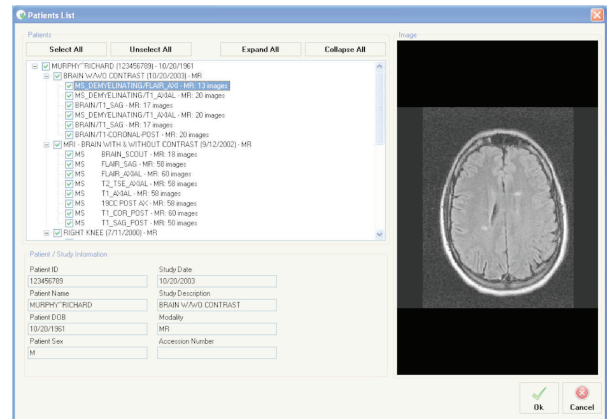 Patients List
Patients
Image
Select All Unselect All Expand All Collapse All
MURPHY^RICHARD (123456789) - 10/20/1961
BRAIN W/WO CONTRAST (10/20/2003) - MR
MS_DEMYELINATING/FLAIR_AXI - MR: 13 images
MS_DEMYELINATING/T1_AXIAL - MR: 20 images
BRAIN/T1_SAG - MR: 17 images
MS_DEMYELINATING/T1_AXIAL - MR: 20 images
BRAIN/T1_SAG - MR: 17 images
BRAIN/T1-CORONAL-POST - MR: 20 images
MRI - BRAIN WITH & WITHOUT CONTRAST (9/12/2002) - MR
MS BRAIN_SCOUT - MR: 18 images
MS FLAIR_SAG - MR: 58 images
MS FLAIR_AXIAL - MR: 60 images
MS T2_TSE_AXIAL - MR: 58 images
MS T1_AXIAL - MR: 58 images
MS 19CC POST AX - MR: 58 images
MS T1_COR_POST - MR: 60 images
MS T1_SAG_POST - MR: 50 images
RIGHT KNEE (7/11/2000) - MR
Patient / Study Information
Patient ID Study Date
123456789 10/20/2003
Patient Name Study Description
MURPHY^RICHARD BRAIN W/WO CONTRAST
Patient DOB Modality
10/20/1961 MR
Patient Sex Accession Number
M
Ok Cancel